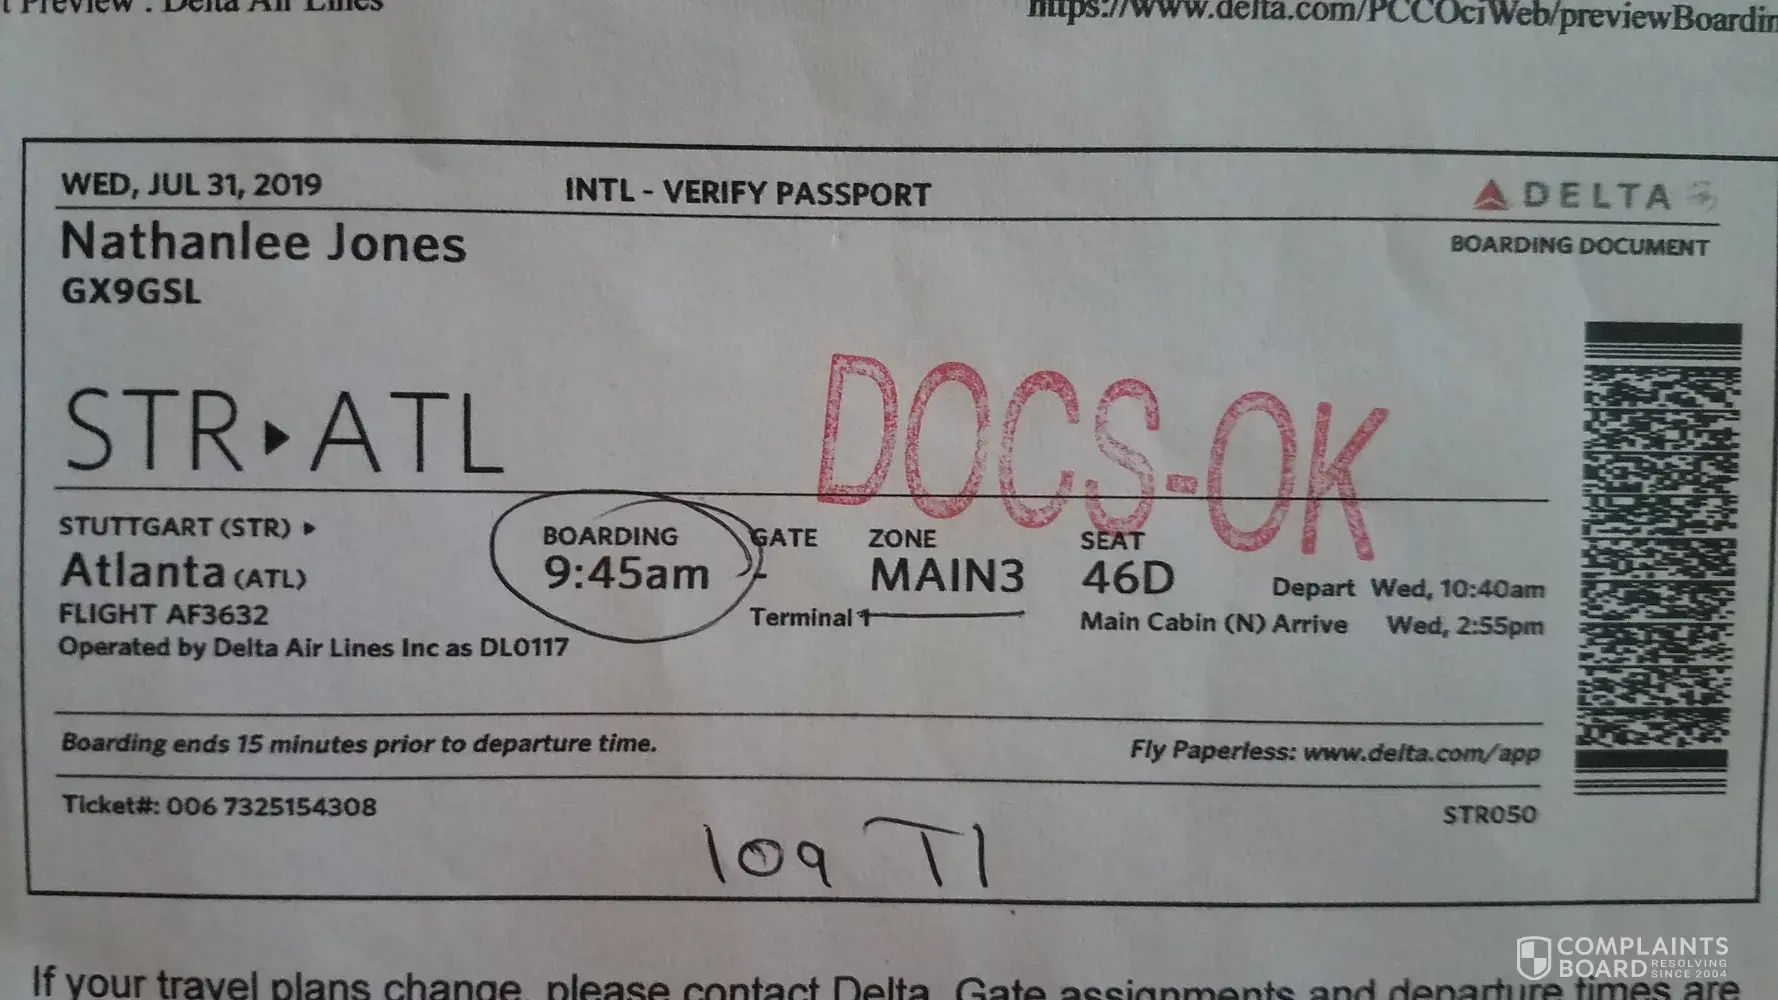 t Preview : Delta Air Lines
https://www.delta.com/PCCOciWeb/previewBoardin
WED, JUL 31, 2019 INTL - VERIFY PASSPORT DELTA
Nathanlee Jones BOARDING DOCUMENT
GX9GSL
STR▸ATL
DOCS-OK
STUTTGART (STR) ▸
Atlanta (ATL)
FLIGHT AF3632
Operated by Delta Air Lines Inc as DL0117
BOARDING GATE ZONE SEAT
9:45am - MAIN3 46D Depart Wed, 10:40am
Terminal 1 Main Cabin (N) Arrive Wed, 2:55pm
Boarding ends 15 minutes prior to departure time. Fly Paperless: www.delta.com/app
Ticket#: 006 7325154308 STR050
109 T1
If your travel plans change, please contact Delta. Gate assignments and departure times are
COMPLAINTS
BOARD RESOLVING
SINCE 2004